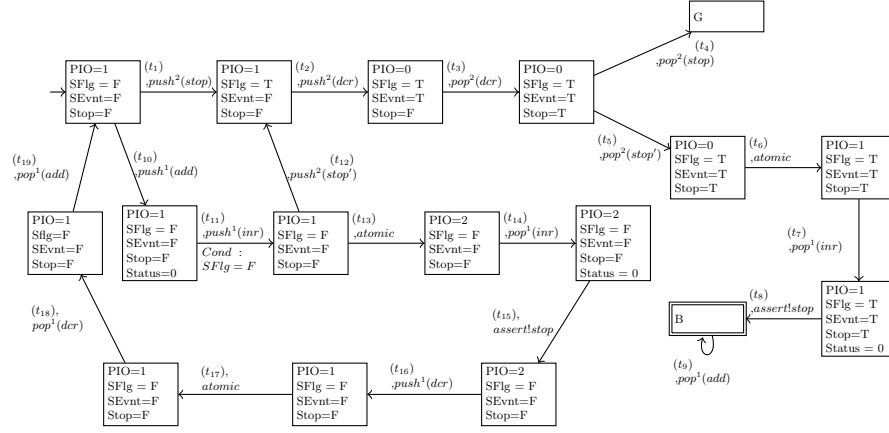 G
(t₄)
,pop²(stop)
PIO=1
SFlg = F
SEvnt=F
Stop=F
(t₁)
,push²(stop)
PIO=1
SFlg = T
SEvnt=F
Stop=F
(t₂)
,push²(dcr)
PIO=0
SFlg = T
SEvnt=T
Stop=F
(t₃)
,pop²(dcr)
PIO=0
SFlg = T
SEvnt=T
Stop=T
(t₅)
,pop²(stop′)
PIO=0
SFlg = T
SEvnt=T
Stop=T
(t₆)
,atomic
PIO=1
SFlg = T
SEvnt=T
Stop=T
(t₁₉)
,pop¹(add)
(t₁₀)
,push¹(add)
(t₁₂)
,push²(stop′)
PIO=1
Sflg=F
SEvnt=F
Stop=F
PIO=1
SFlg = F
SEvnt=F
Stop=F
Status=0
(t₁₁)
,push¹(inr)
Cond :
SFlg = F
PIO=1
SFlg = F
SEvnt=F
Stop=F
(t₁₃)
,atomic
PIO=2
SFlg = F
SEvnt=F
Stop=F
(t₁₄)
,pop¹(inr)
PIO=2
SFlg = F
SEvnt=F
Stop=F
Status = 0
(t₇)
,pop¹(inr)
PIO=1
SFlg = T
SEvnt=T
Stop=T
Status = 0
(t₈)
,assert!stop
B
(t₉)
,pop¹(add)
(t₁₈),
pop¹(dcr)
(t₁₅),
assert!stop
PIO=1
SFlg = F
SEvnt=F
Stop=F
(t₁₇),
atomic
PIO=1
SFlg = F
SEvnt=F
Stop=F
(t₁₆)
,push¹(dcr)
PIO=2
SFlg = F
SEvnt=F
Stop=F